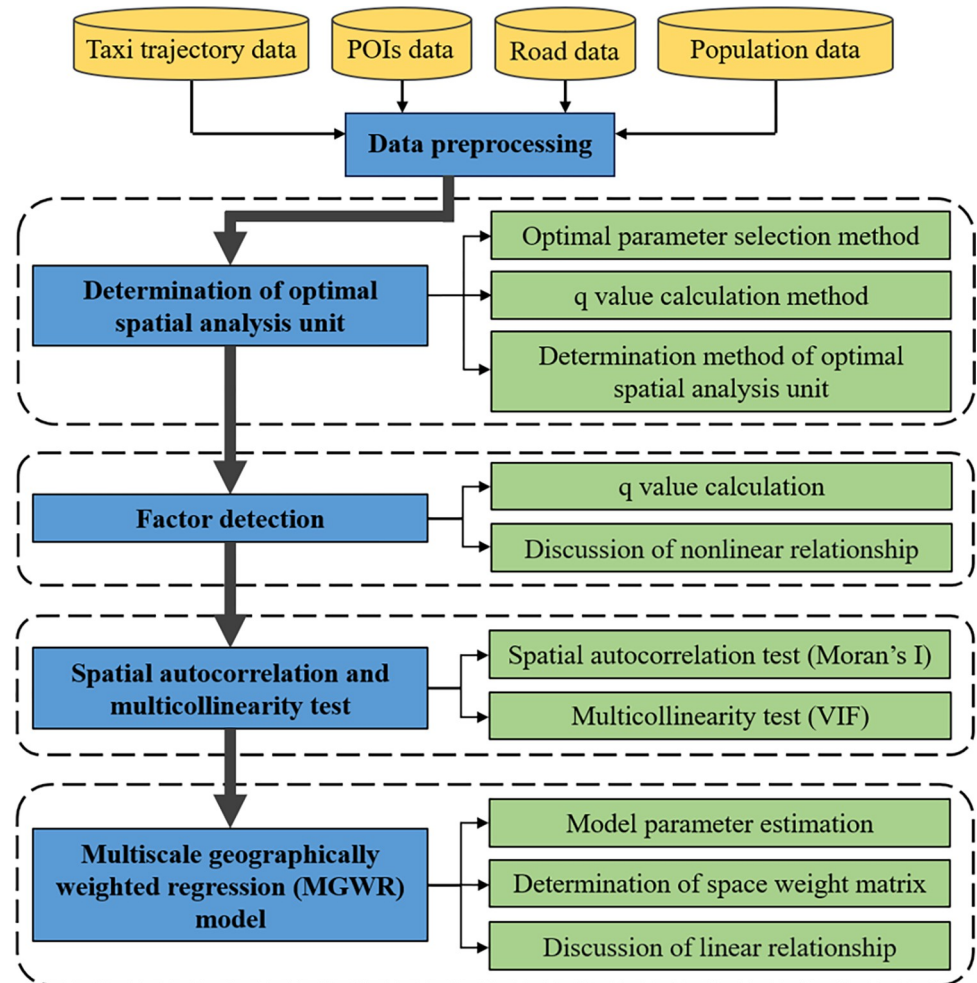 Taxi trajectory data
POIs data
Road data
Population data
Data preprocessing
Determination of optimal
spatial analysis unit
Optimal parameter selection method
q value calculation method
Determination method of optimal
spatial analysis unit
Factor detection
q value calculation
Discussion of nonlinear relationship
Spatial autocorrelation and
multicollinearity test
Spatial autocorrelation test (Moran’s I)
Multicollinearity test (VIF)
Multiscale geographically
weighted regression (MGWR)
model
Model parameter estimation
Determination of space weight matrix
Discussion of linear relationship